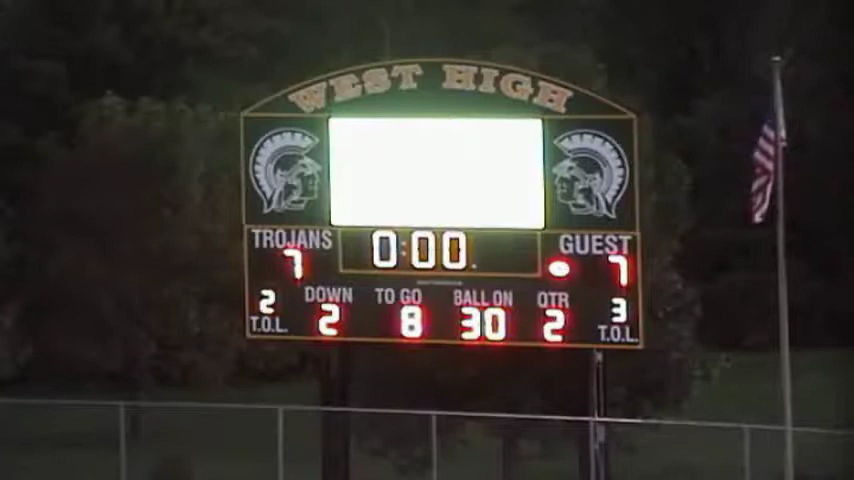 WEST HIGH
TROJANS 0:00 GUEST
7 7
DOWN TO GO BALL ON QTR
2 2 8 30 2 3
T.O.L. T.O.L.